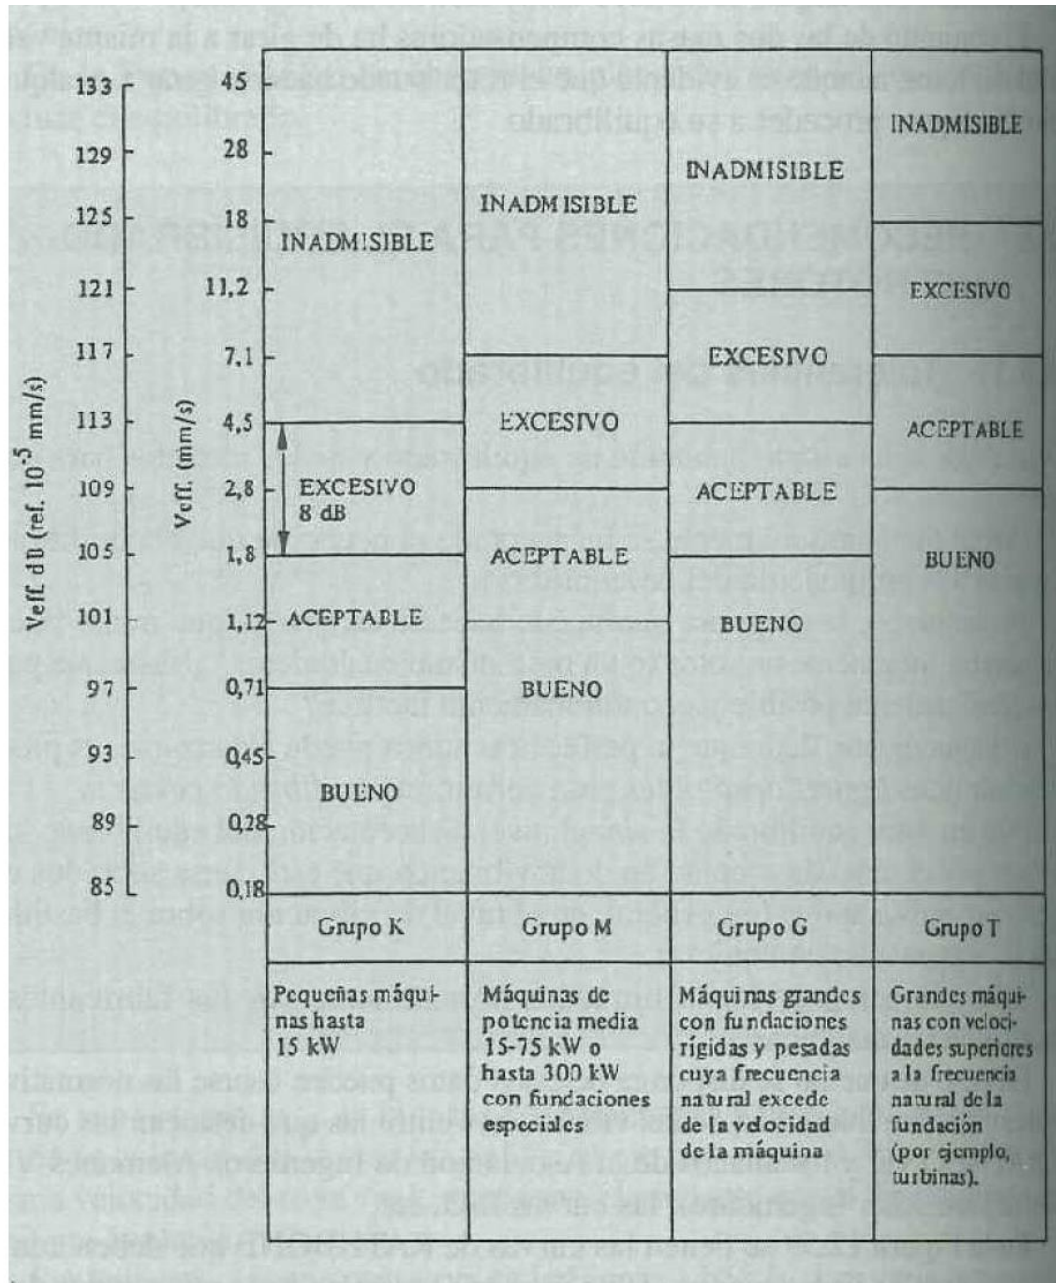 Veff. dB (ref. 10⁻⁵ mm/s)
133
129
125
121
117
113
109
105
101
97
93
89
85
Veff. (mm/s)
45
28
18
11,2
7,1
4,5
2,8
1,8
1,12
0,71
0,45
0,28
0,18
INADMISIBLE
EXCESIVO
8 dB
ACEPTABLE
BUENO
Grupo K
Pequeñas máqui-
nas hasta
15 kW
INADMISIBLE
EXCESIVO
ACEPTABLE
BUENO
Grupo M
Máquinas de
potencia media
15-75 kW o
hasta 300 kW
con fundaciones
especiales
INADMISIBLE
EXCESIVO
ACEPTABLE
BUENO
Grupo G
Máquinas grandes
con fundaciones
rígidas y pesadas
cuya frecuencia
natural excede
de la velocidad
de la máquina
INADMISIBLE
EXCESIVO
ACEPTABLE
BUENO
Grupo T
Grandes máqui-
nas con veloci-
dades superiores
a la frecuencia
natural de la
fundación
(por ejemplo,
turbinas).